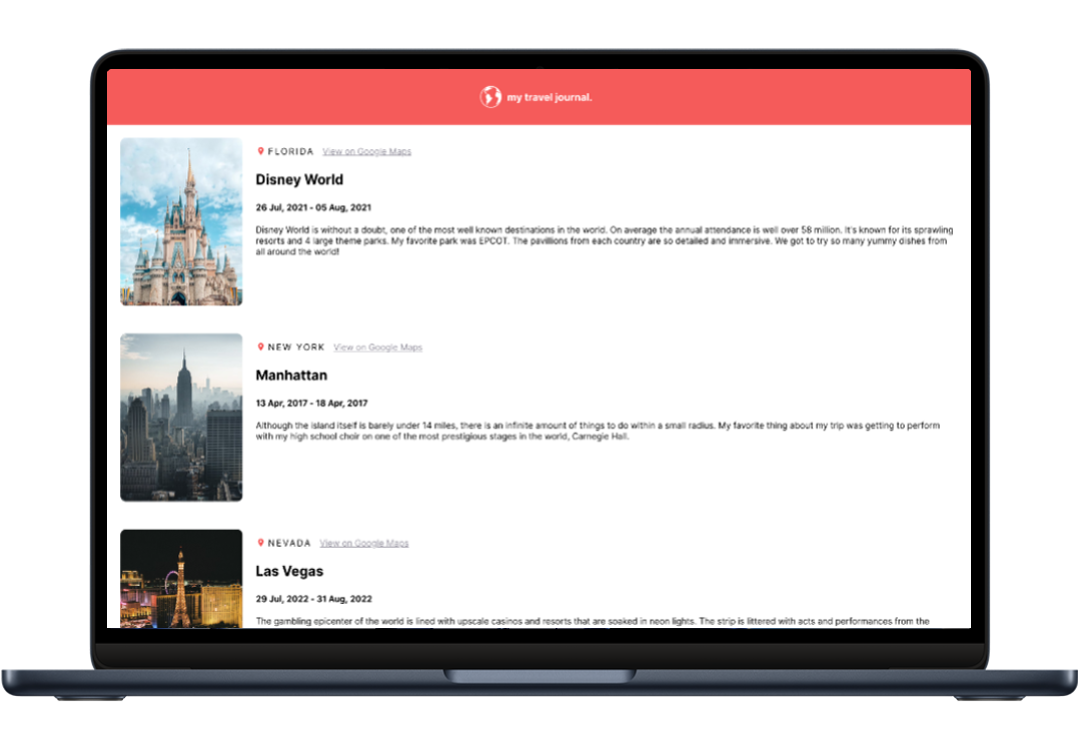 my travel journal.
FLORIDA View on Google Maps
Disney World
26 Jul, 2021 - 05 Aug, 2021
Disney World is without a doubt, one of the most well known destinations in the world. On average the annual attendance is well over 58 million. It's known for its sprawling
resorts and 4 large theme parks. My favorite park was EPCOT. The pavillions from each country are so detailed and immersive. We got to try so many yummy dishes from
all around the world!
NEW YORK View on Google Maps
Manhattan
13 Apr, 2017 - 18 Apr, 2017
Although the island itself is barely under 14 miles, there is an infinite amount of things to do within a small radius. My favorite thing about my trip was getting to perform
with my high school choir on one of the most prestigious stages in the world, Carnegie Hall.
NEVADA View on Google Maps
Las Vegas
29 Jul, 2022 - 31 Aug, 2022
The gambling epicenter of the world is lined with upscale casinos and resorts that are soaked in neon lights. The strip is littered with acts and performances from the